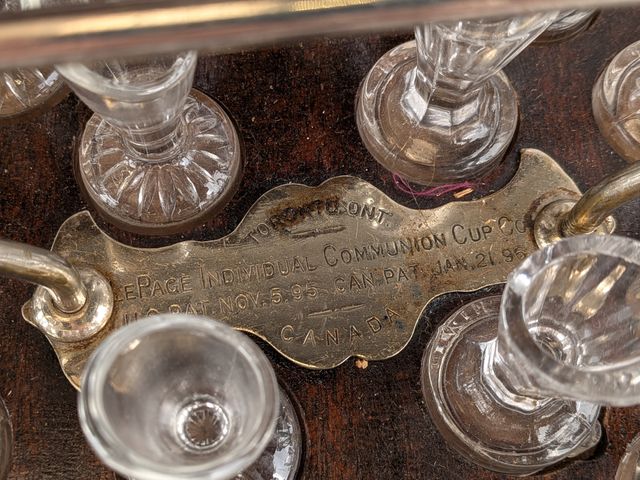 TORONTO. ONT.
LEPAGE INDIVIDUAL COMMUNION CUP CO
U.S. PAT. NOV. 5. 95. CAN. PAT. JAN. 21. 96
CANADA